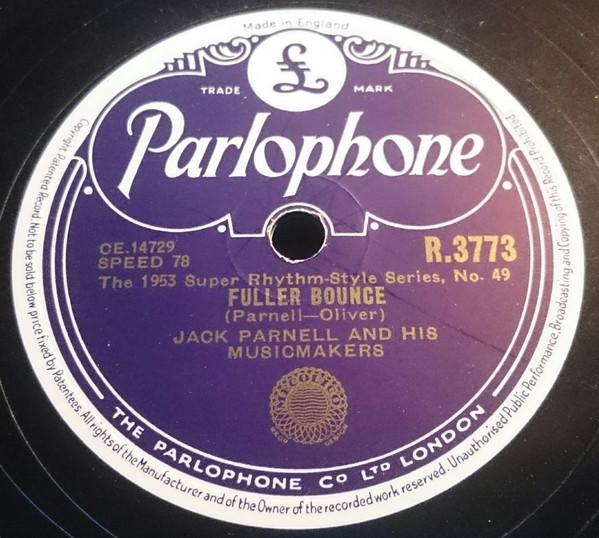 Made in England
£
TRADE MARK
Parlophone
CE.14729
SPEED 78
R.3773
The 1953 Super Rhythm-Style Series, No. 49
FULLER BOUNCE
(Parnell—Oliver)
JACK PARNELL AND HIS
MUSICMAKERS
THE PARLOPHONE Co LTD LONDON
Copyright Patented Record. Not to be sold below price fixed by Patentees. All rights of the Manufacturer and of the Owner of the recorded work reserved. Unauthorised Public Performance, Broadcasting and Copying of this Record Prohibited